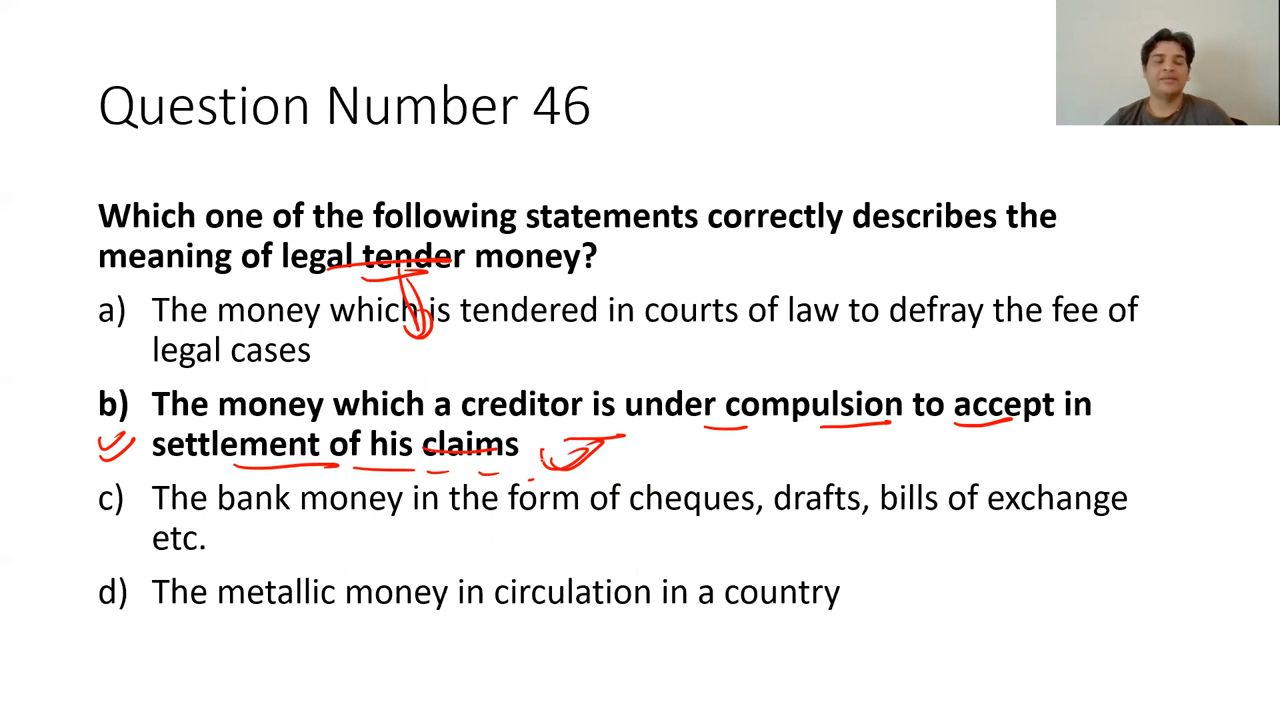 Question Number 46
Which one of the following statements correctly describes the
meaning of legal tender money?
a) The money which is tendered in courts of law to defray the fee of
legal cases
b) The money which a creditor is under compulsion to accept in
settlement of his claims
c) The bank money in the form of cheques, drafts, bills of exchange
etc.
d) The metallic money in circulation in a country